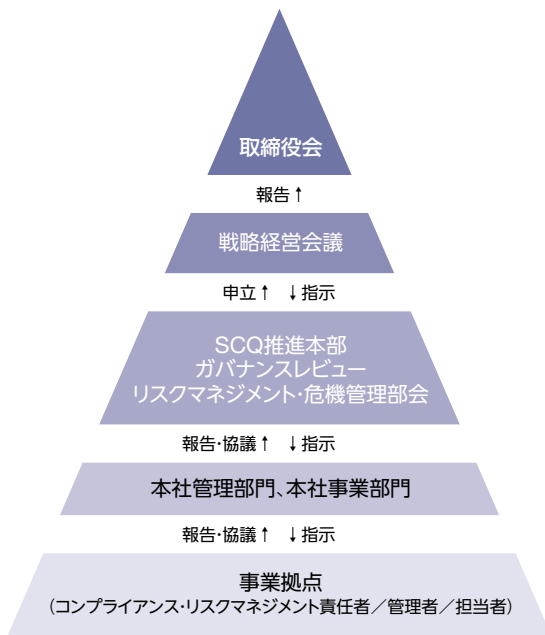 取締役会
報告↑
戦略経営会議
申立↑ ↓指示
SCQ推進本部
ガバナンスレビュー
リスクマネジメント・危機管理部会
報告・協議↑ ↓指示
本社管理部門、本社事業部門
報告・協議↑ ↓指示
事業拠点
(コンプライアンス・リスクマネジメント責任者／管理者／担当者)